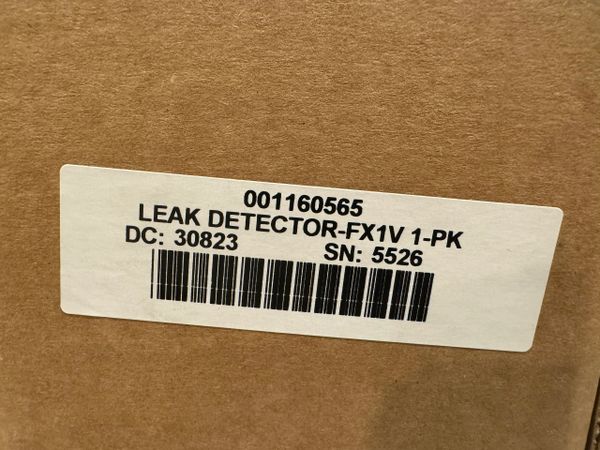 001160565
LEAK DETECTOR-FX1V 1-PK
DC: 30823 SN: 5526